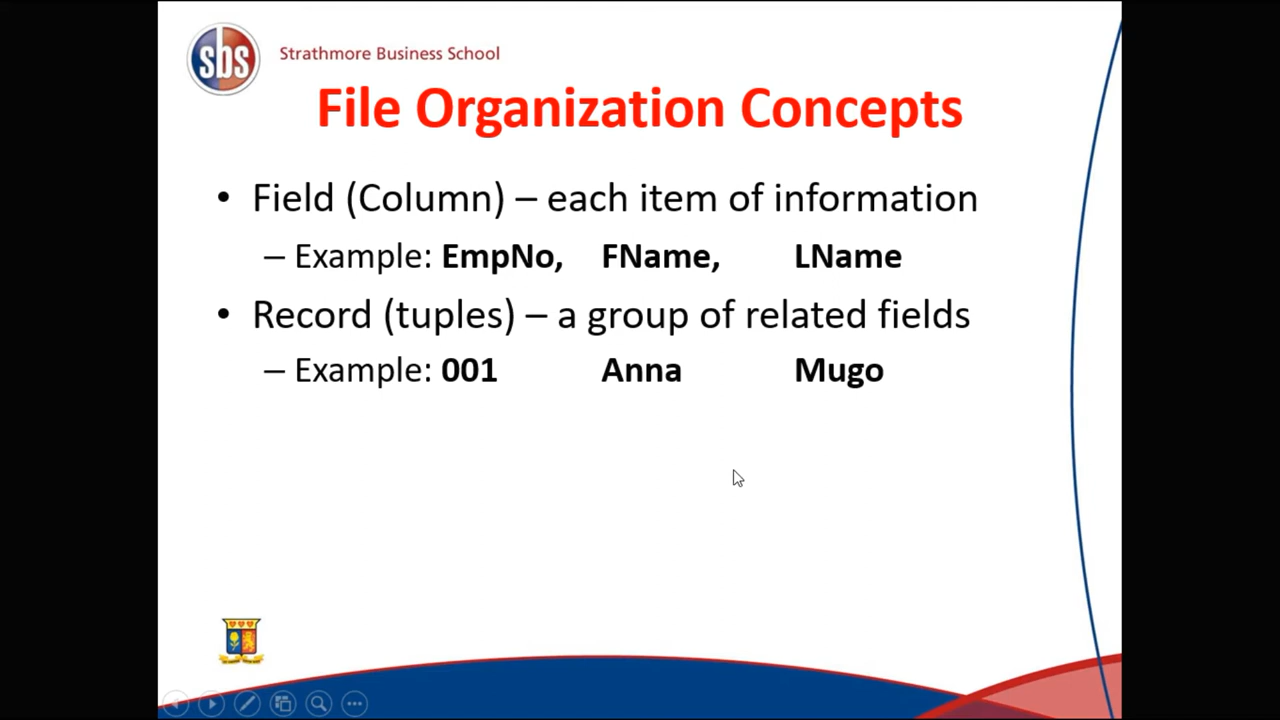 sbs
Strathmore Business School
File Organization Concepts
• Field (Column) – each item of information
– Example: EmpNo, FName, LName
• Record (tuples) – a group of related fields
– Example: 001 Anna Mugo